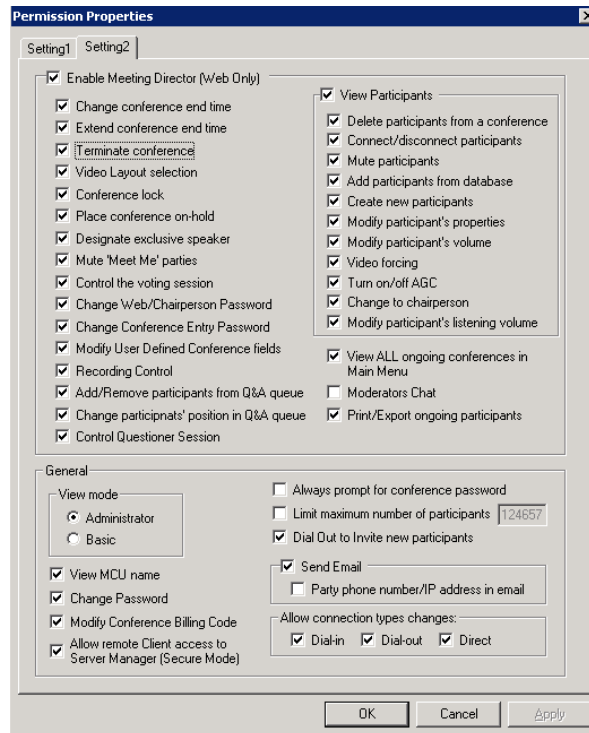 Permission Properties
Setting1 Setting2
Enable Meeting Director (Web Only)
Change conference end time
Extend conference end time
Terminate conference
Video Layout selection
Conference lock
Place conference on-hold
Designate exclusive speaker
Mute 'Meet Me' parties
Control the voting session
Change Web/Chairperson Password
Change Conference Entry Password
Modify User Defined Conference fields
Recording Control
Add/Remove participants from Q&A queue
Change participnats' position in Q&A queue
Control Questioner Session
View Participants
Delete participants from a conference
Connect/disconnect participants
Mute participants
Add participants from database
Create new participants
Modify participant's properties
Modify participant's volume
Video forcing
Turn on/off AGC
Change to chairperson
Modify participant's listening volume
View ALL ongoing conferences in
Main Menu
Moderators Chat
Print/Export ongoing participants
General
View mode
Administrator
Basic
View MCU name
Change Password
Modify Conference Billing Code
Allow remote Client access to
Server Manager (Secure Mode)
Always prompt for conference password
Limit maximum number of participants 124657
Dial Out to Invite new participants
Send Email
Party phone number/IP address in email
Allow connection types changes:
Dial-in Dial-out Direct
OK Cancel Apply